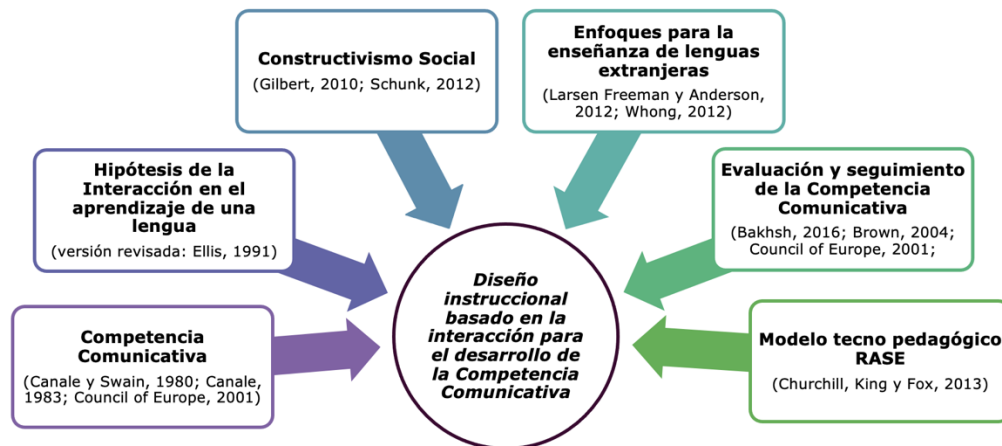 Constructivismo Social
(Gilbert, 2010; Schunk, 2012)
Enfoques para la
enseñanza de lenguas
extranjeras
(Larsen Freeman y Anderson,
2012; Whong, 2012)
Hipótesis de la
Interacción en el
aprendizaje de una
lengua
(versión revisada: Ellis, 1991)
Evaluación y seguimiento
de la Competencia
Comunicativa
(Bakhsh, 2016; Brown, 2004;
Council of Europe, 2001;
Competencia
Comunicativa
(Canale y Swain, 1980; Canale,
1983; Council of Europe, 2001)
Diseño
instruccional
basado en la
interacción para
el desarrollo de
la Competencia
Comunicativa
Modelo tecno pedagógico
RASE
(Churchill, King y Fox, 2013)